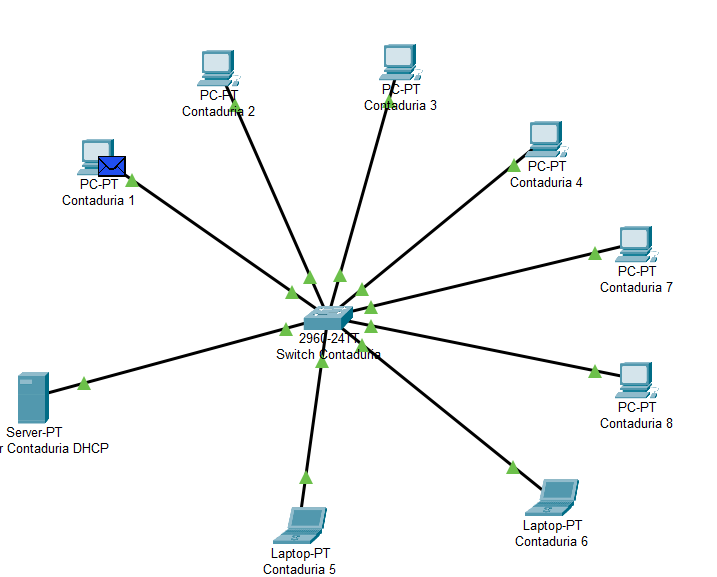 PC-PT
Contaduria 2
PC-PT
Contaduria 3
PC-PT
Contaduria 1
PC-PT
Contaduria 4
PC-PT
Contaduria 7
2960-24TT
Switch Contaduria
PC-PT
Contaduria 8
Server-PT
r Contaduria DHCP
Laptop-PT
Contaduria 6
Laptop-PT
Contaduria 5